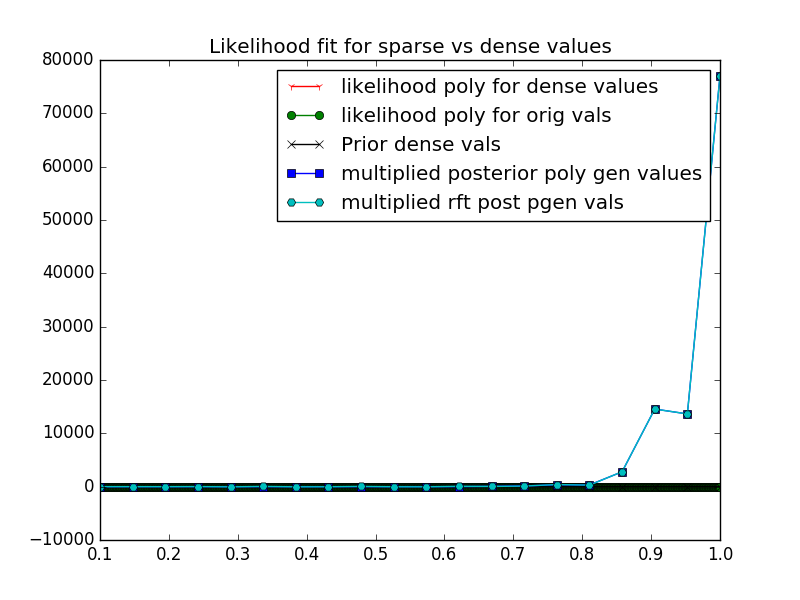 Likelihood fit for sparse vs dense values
80000
70000
60000
50000
40000
30000
20000
10000
0
−10000
likelihood poly for dense values
likelihood poly for orig vals
Prior dense vals
multiplied posterior poly gen values
multiplied rft post pgen vals
0.1 0.2 0.3 0.4 0.5 0.6 0.7 0.8 0.9 1.0